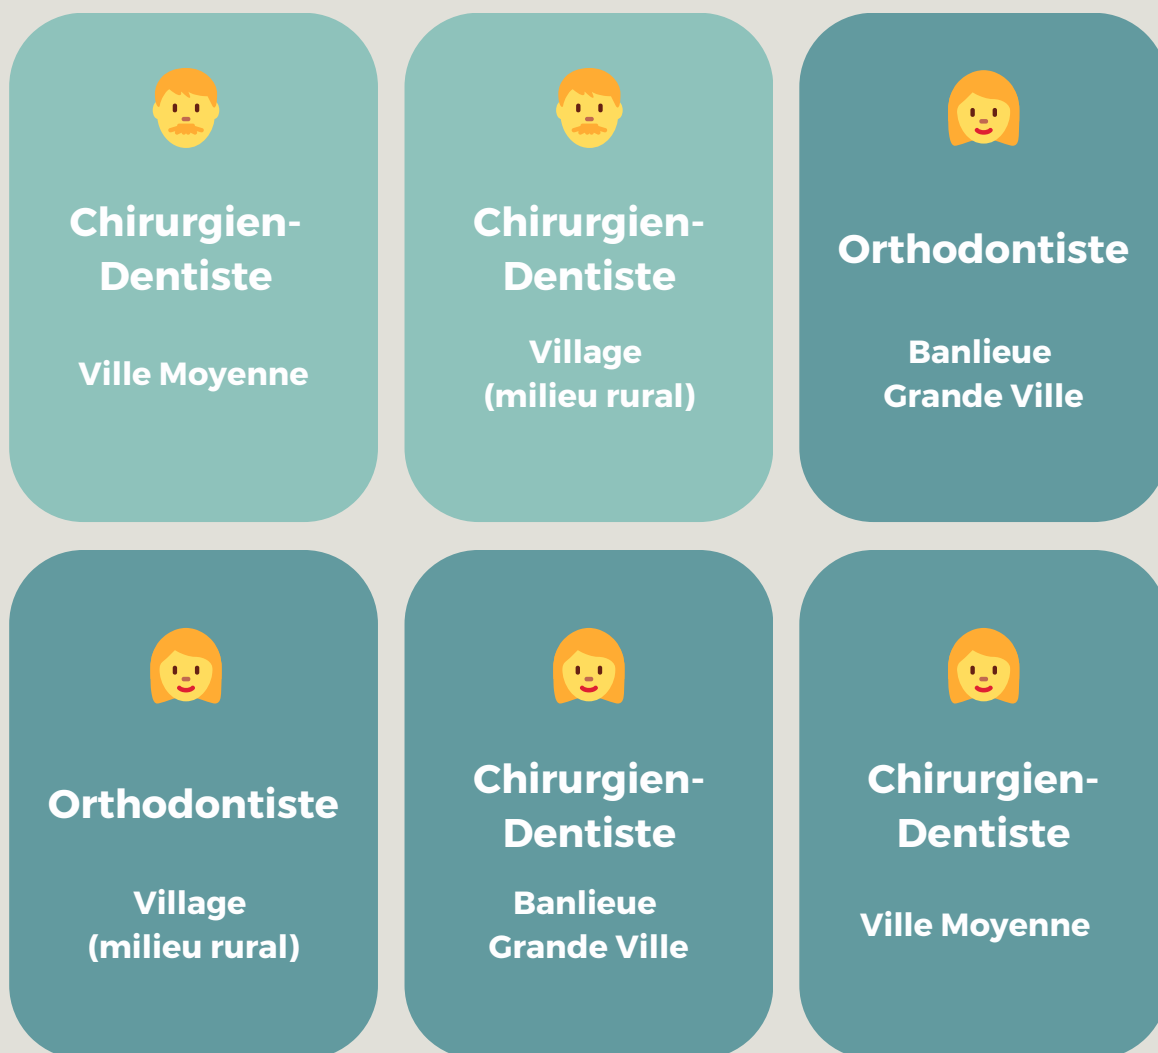 Chirurgien-
Dentiste
Ville Moyenne
Chirurgien-
Dentiste
Village
(milieu rural)
Orthodontiste
Banlieue
Grande Ville
Orthodontiste
Village
(milieu rural)
Chirurgien-
Dentiste
Banlieue
Grande Ville
Chirurgien-
Dentiste
Ville Moyenne